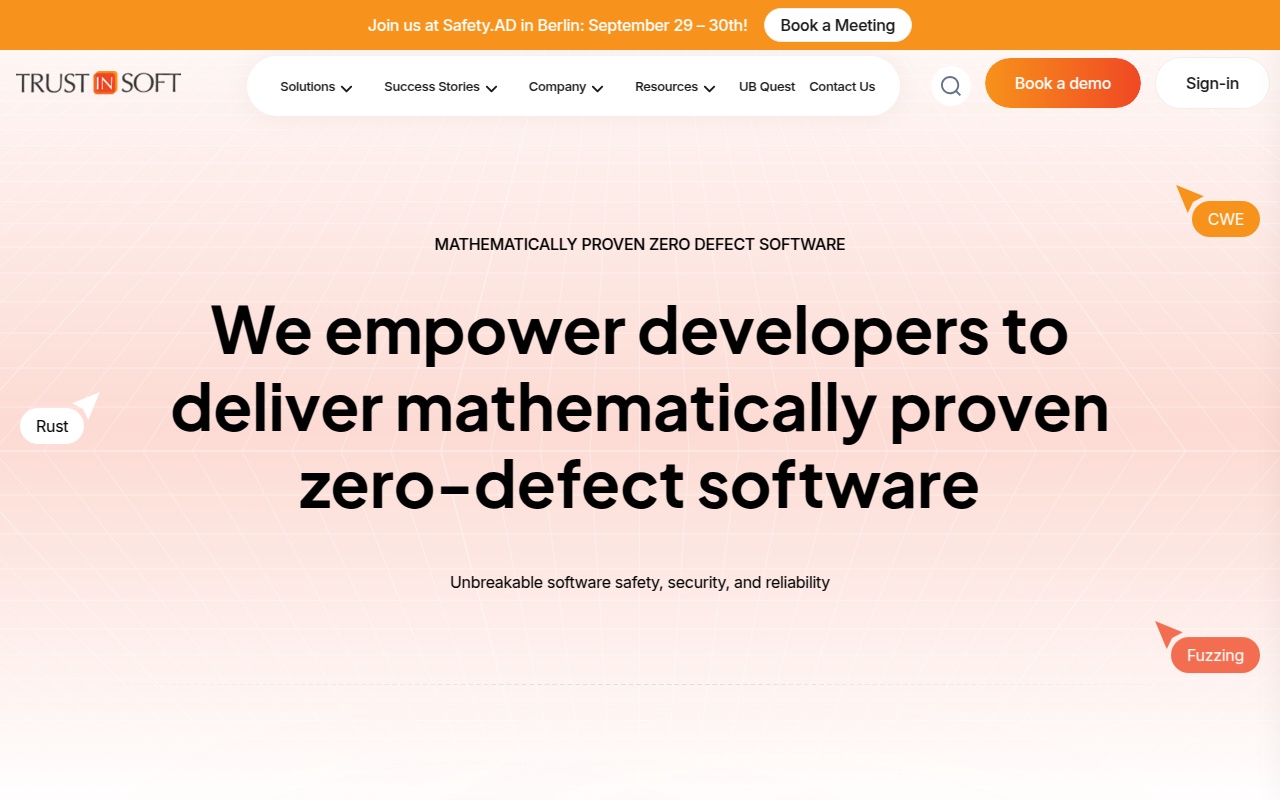 Join us at Safety.AD in Berlin: September 29 – 30th! Book a Meeting
TRUST IN SOFT
Solutions Success Stories Company Resources UB Quest Contact Us
Book a demo Sign-in
CWE
MATHEMATICALLY PROVEN ZERO DEFECT SOFTWARE
We empower developers to
deliver mathematically proven
zero-defect software
Rust
Unbreakable software safety, security, and reliability
Fuzzing